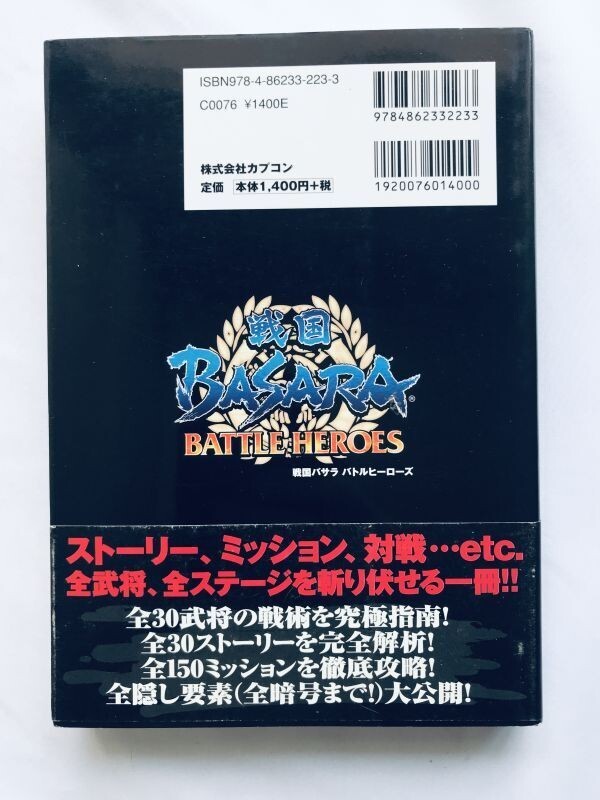 ISBN978-4-86233-223-3
C0076 ¥1400E
株式会社カプコン
定価 本体1,400円+税
9784862332233
1920076014000
戦国
BASARA®
BATTLE HEROES
戦国バサラ バトルヒーローズ
ストーリー、ミッション、対戦…etc.
全武将、全ステージを斬り伏せる一冊!!
全30武将の戦術を究極指南!
全30ストーリーを完全解析!
全150ミッションを徹底攻略!
全隠し要素(全暗号まで!)大公開!